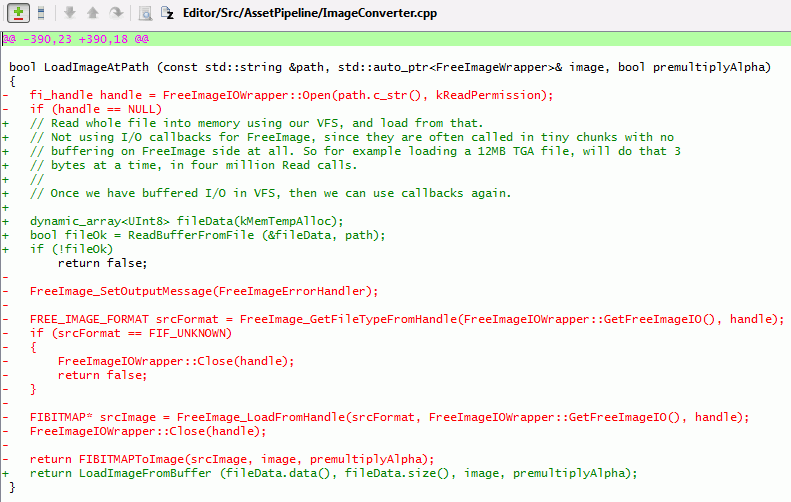 Editor/Src/AssetPipeline/ImageConverter.cpp
@@ -390,23 +390,18 @@
bool LoadImageAtPath (const std::string &path, std::auto_ptr<FreeImageWrapper>& image, bool premultiplyAlpha)
{
-   fi_handle handle = FreeImageIOWrapper::Open(path.c_str(), kReadPermission);
-   if (handle == NULL)
+   // Read whole file into memory using our VFS, and load from that.
+   // Not using I/O callbacks for FreeImage, since they are often called in tiny chunks with no
+   // buffering on FreeImage side at all. So for example loading a 12MB TGA file, will do that 3
+   // bytes at a time, in four million Read calls.
+   //
+   // Once we have buffered I/O in VFS, then we can use callbacks again.
+
+   dynamic_array<UInt8> fileData(kMemTempAlloc);
+   bool fileOk = ReadBufferFromFile (&fileData, path);
+   if (!fileOk)
        return false;
-
-   FreeImage_SetOutputMessage(FreeImageErrorHandler);
-
-   FREE_IMAGE_FORMAT srcFormat = FreeImage_GetFileTypeFromHandle(FreeImageIOWrapper::GetFreeImageIO(), handle);
-   if (srcFormat == FIF_UNKNOWN)
-   {
-       FreeImageIOWrapper::Close(handle);
-       return false;
-   }
-
-   FIBITMAP* srcImage = FreeImage_LoadFromHandle(srcFormat, FreeImageIOWrapper::GetFreeImageIO(), handle);
-   FreeImageIOWrapper::Close(handle);
-
-   return FIBITMAPToImage(srcImage, image, premultiplyAlpha);
+   return LoadImageFromBuffer (fileData.data(), fileData.size(), image, premultiplyAlpha);
}